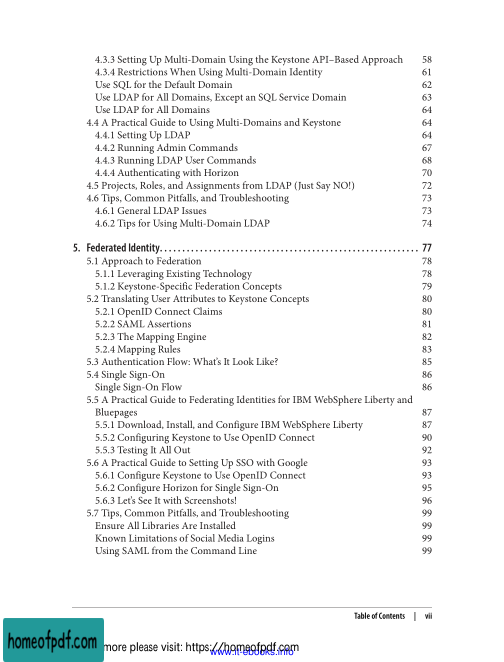 4.3.3 Setting Up Multi-Domain Using the Keystone API–Based Approach 58
4.3.4 Restrictions When Using Multi-Domain Identity 61
Use SQL for the Default Domain 62
Use LDAP for All Domains, Except an SQL Service Domain 63
Use LDAP for All Domains 64
4.4 A Practical Guide to Using Multi-Domains and Keystone 64
4.4.1 Setting Up LDAP 64
4.4.2 Running Admin Commands 67
4.4.3 Running LDAP User Commands 68
4.4.4 Authenticating with Horizon 70
4.5 Projects, Roles, and Assignments from LDAP (Just Say NO!) 72
4.6 Tips, Common Pitfalls, and Troubleshooting 73
4.6.1 General LDAP Issues 73
4.6.2 Tips for Using Multi-Domain LDAP 74
5. Federated Identity. . . . . . . . . . . . . . . . . . . . . . . . . . . . . . . . . . . . . . . . . . . . . . . . . . . . . . . . . . 77
5.1 Approach to Federation 78
5.1.1 Leveraging Existing Technology 78
5.1.2 Keystone-Specific Federation Concepts 79
5.2 Translating User Attributes to Keystone Concepts 80
5.2.1 OpenID Connect Claims 80
5.2.2 SAML Assertions 81
5.2.3 The Mapping Engine 82
5.2.4 Mapping Rules 83
5.3 Authentication Flow: What's It Look Like? 85
5.4 Single Sign-On 86
Single Sign-On Flow 86
5.5 A Practical Guide to Federating Identities for IBM WebSphere Liberty and
Bluepages 87
5.5.1 Download, Install, and Configure IBM WebSphere Liberty 87
5.5.2 Configuring Keystone to Use OpenID Connect 90
5.5.3 Testing It All Out 92
5.6 A Practical Guide to Setting Up SSO with Google 93
5.6.1 Configure Keystone to Use OpenID Connect 93
5.6.2 Configure Horizon for Single Sign-On 95
5.6.3 Let's See It with Screenshots! 96
5.7 Tips, Common Pitfalls, and Troubleshooting 99
Ensure All Libraries Are Installed 99
Known Limitations of Social Media Logins 99
Using SAML from the Command Line 99
Table of Contents | vii
homeofpdf.com more please visit: https://homeofpdf.com
www.it-ebooks.info